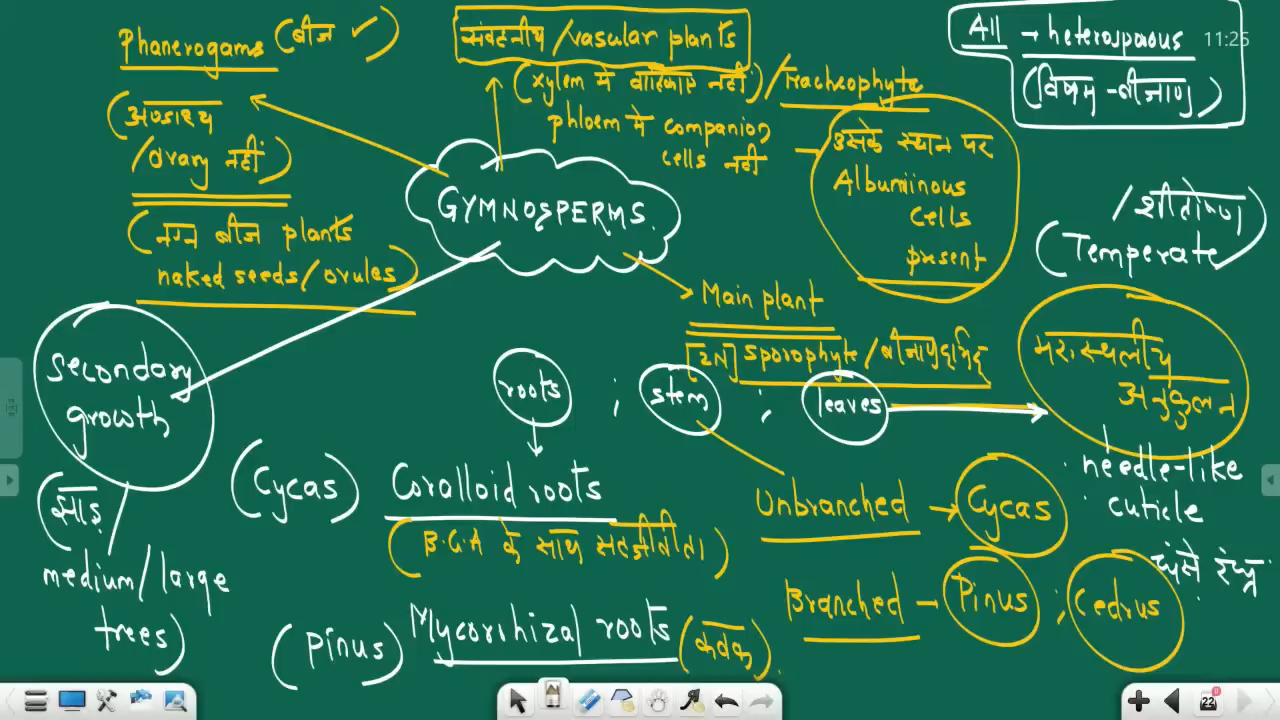 Phanerogams (बीज ✓)
(अण्डाशय
/ovary नहीं)
(नग्न बीज plants
naked seeds/ovules)
संवहनीय/vascular plants
(xylem में वाहिकाएं नहीं)/Tracheophyte
phloem में companion
cells नहीं
उसके स्थान पर
Albuminous
cells
present
All → heterosporous
(विषम-बीजाणु)
11:25
GYMNOSPERMS.
/शीतोष्ण
(Temperate)
Main plant
[2N] sporophyte/बीजाणुद्भिद्
roots ; stem ; leaves
मरुस्थलीय
अनुकूलन
needle-like
cuticle
धंसे रंध्र
secondary
growth
(झाड़
medium/large
trees)
(Cycas) Coralloid roots
(B.G.A के साथ सहजीविता)
(Pinus) Mycorrhizal roots (कवक).
Unbranched → Cycas
Branched – Pinus ; Cedrus
22